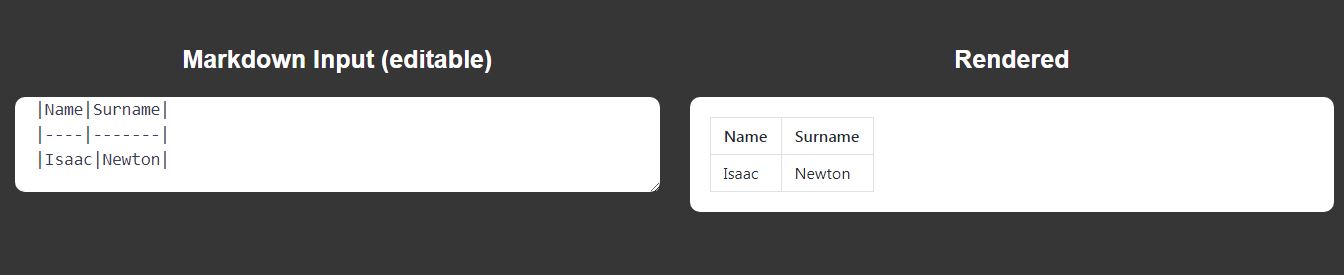 Markdown Input (editable)
Rendered
|Name|Surname|
|----|-------|
|Isaac|Newton|
Name Surname
Isaac Newton